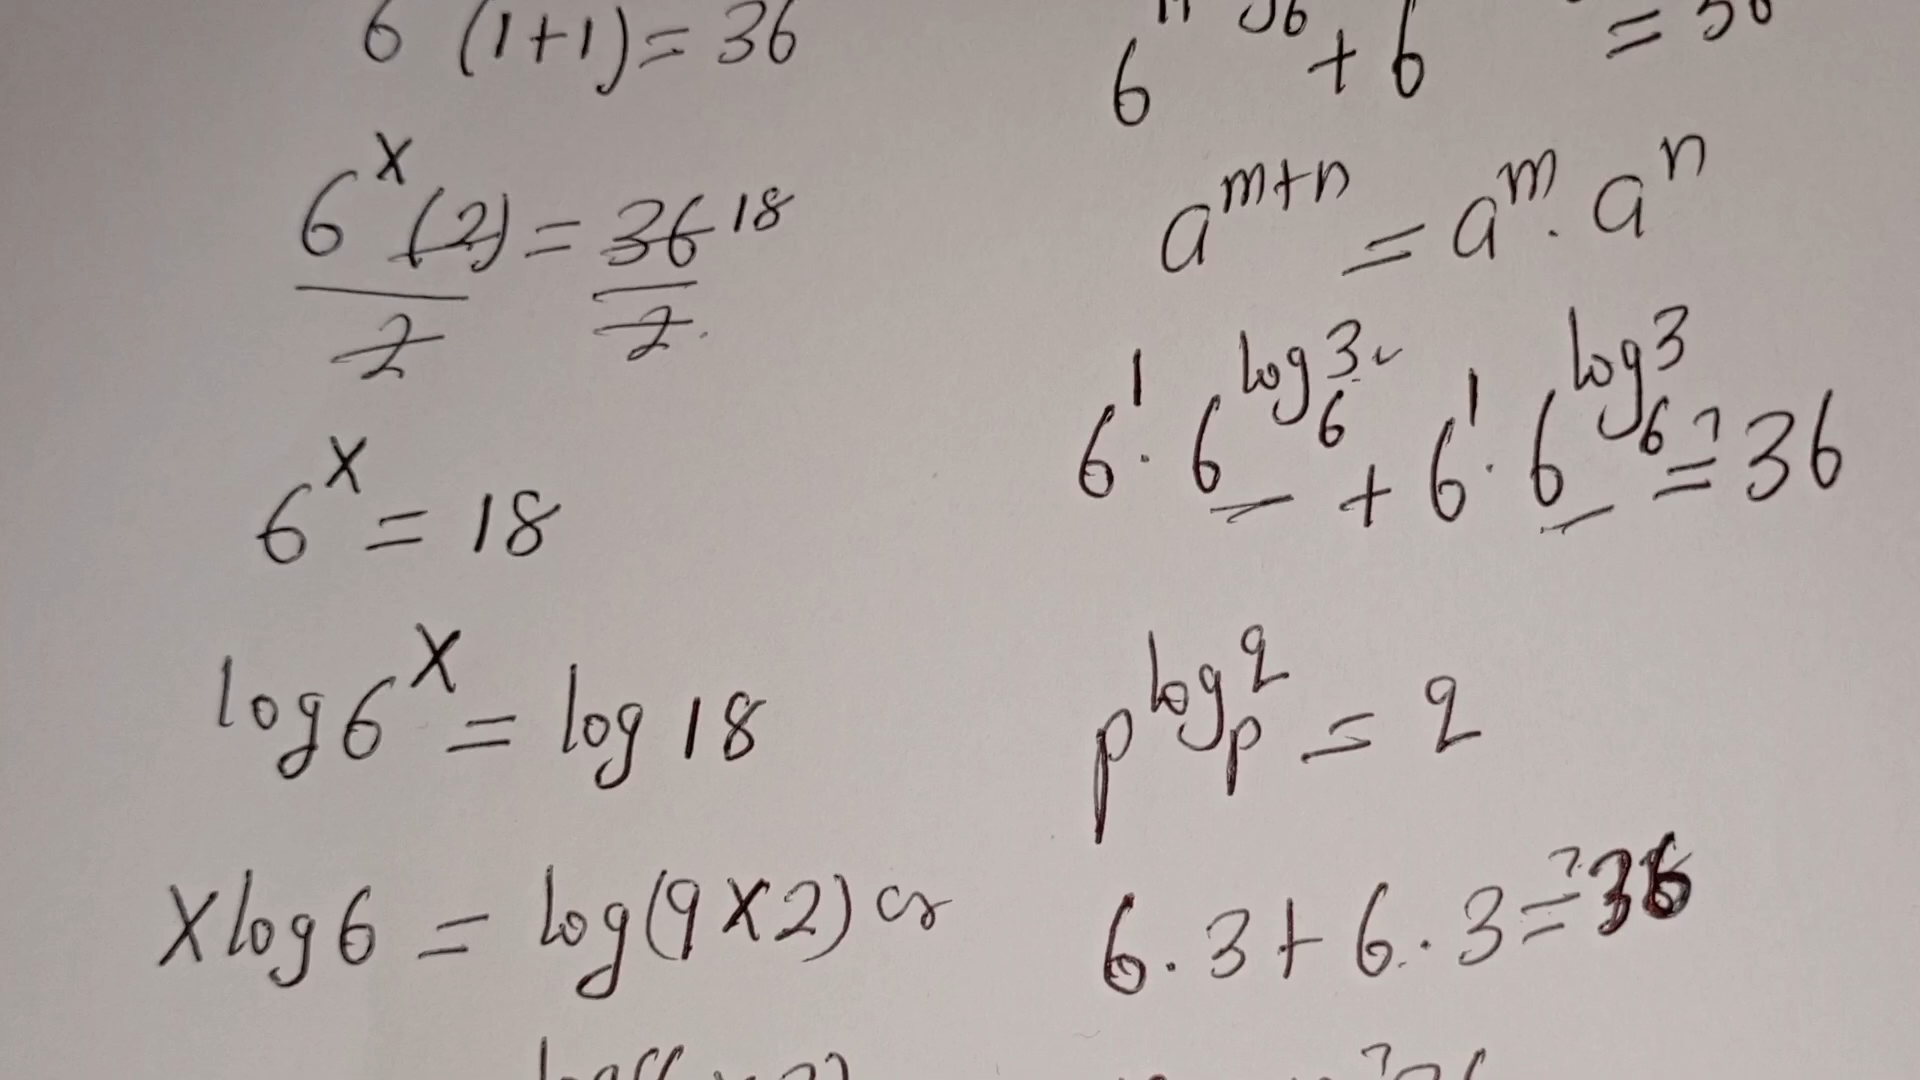 6 (1+1) = 36
6^x (2) = 36 18
2 2.
6^x = 18
log 6^x = log 18
x log 6 = log (9 x 2) or
6 + 6 = 36
a^{m+n} = a^m . a^n
6^1 . 6^{log_6 3} + 6^1 . 6^{log_6 3} ?= 36
p^{log_p q} = q
6 . 3 + 6 . 3 ?= 36